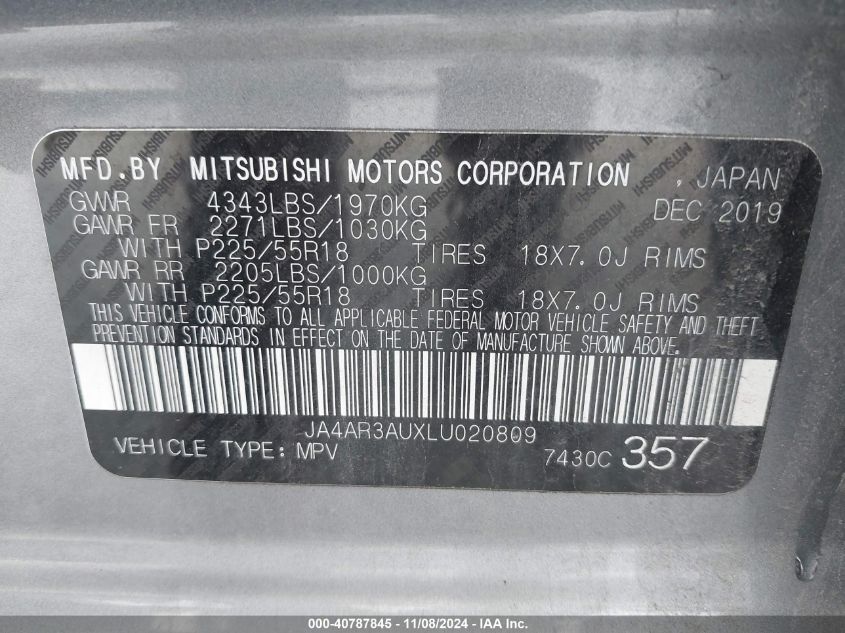 MFD.BY MITSUBISHI MOTORS CORPORATION , JAPAN
GVWR 4343LBS/1970KG DEC 2019
GAWR FR 2271LBS/1030KG
WITH P225/55R18 TIRES 18X7.0J RIMS
GAWR RR 2205LBS/1000KG
WITH P225/55R18 TIRES 18X7.0J RIMS
THIS VEHICLE CONFORMS TO ALL APPLICABLE FEDERAL MOTOR VEHICLE SAFETY AND THEFT
PREVENTION STANDARDS IN EFFECT ON THE DATE OF MANUFACTURE SHOWN ABOVE.
JA4AR3AUXLU020809
VEHICLE TYPE: MPV 7430C 357
000-40787845 - 11/08/2024 - IAA Inc.